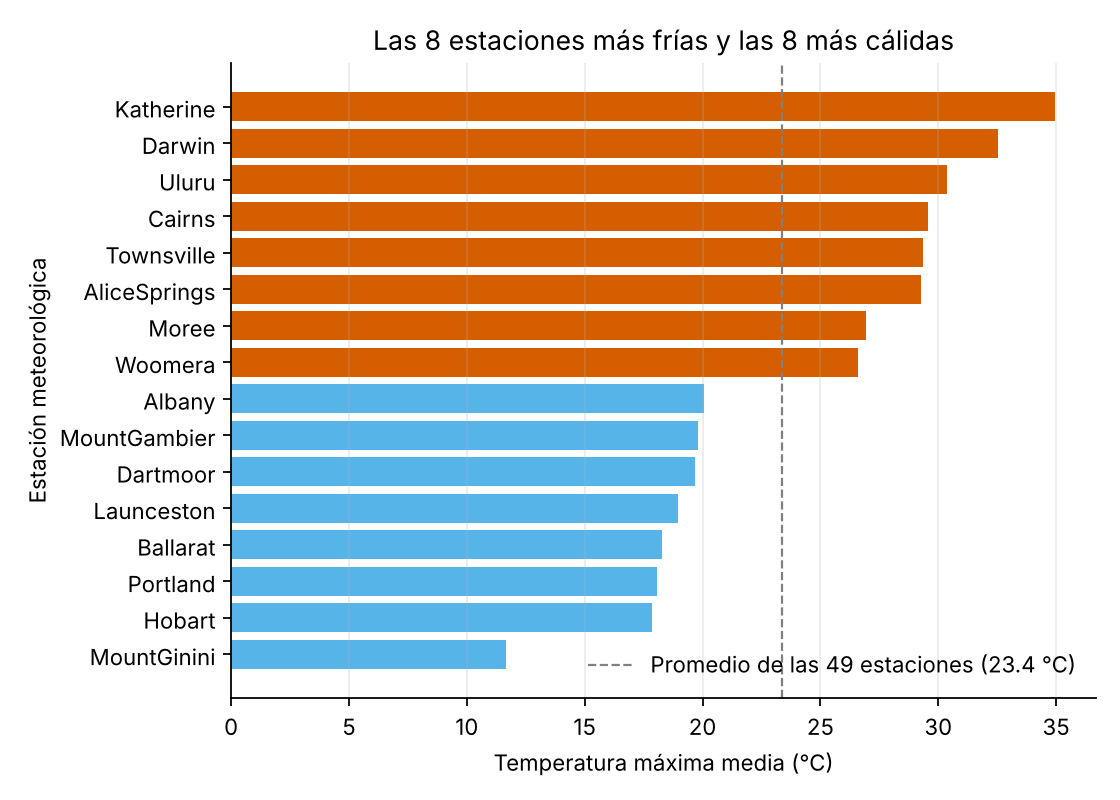 Las 8 estaciones más frías y las 8 más cálidas
Estación meteorológica
Katherine
Darwin
Uluru
Cairns
Townsville
AliceSprings
Moree
Woomera
Albany
MountGambier
Dartmoor
Launceston
Ballarat
Portland
Hobart
MountGinini
Promedio de las 49 estaciones (23.4 °C)
0 5 10 15 20 25 30 35
Temperatura máxima media (°C)